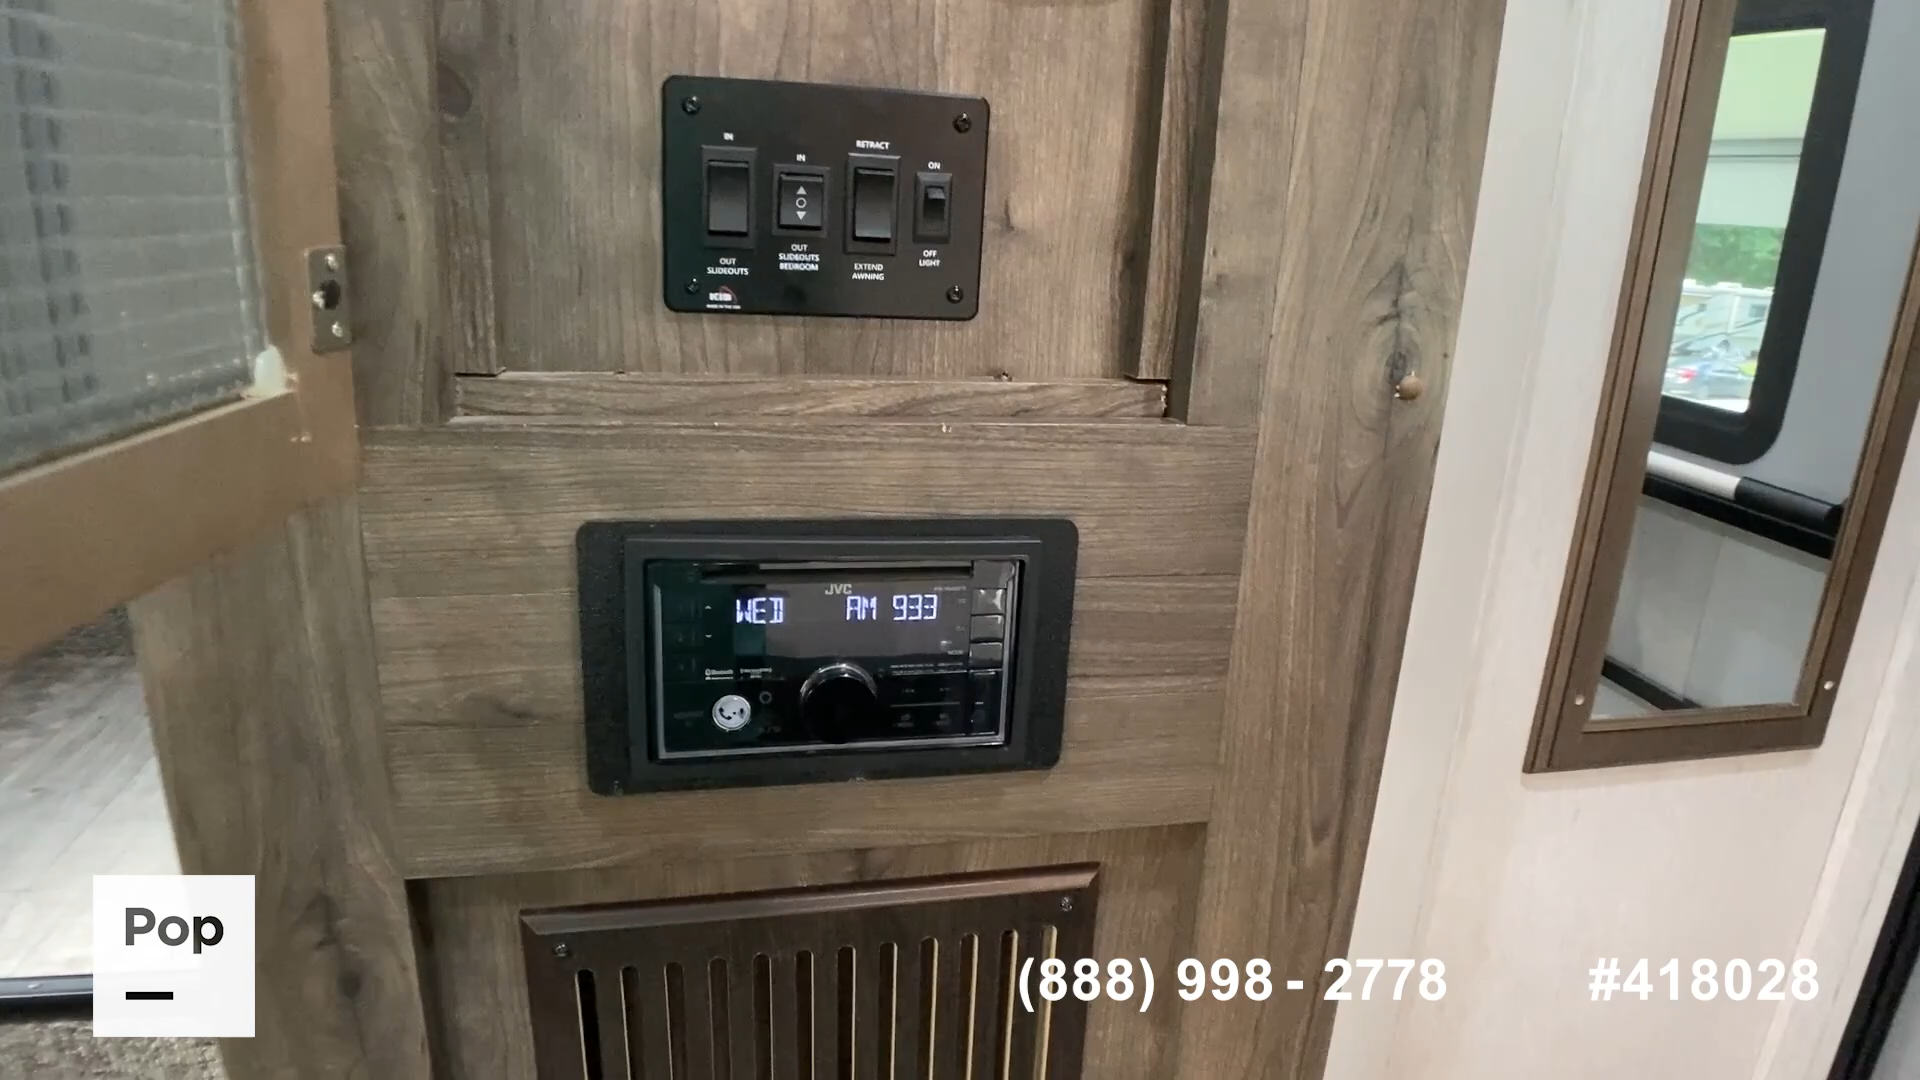 IN
OUT
SLIDEOUTS
IN
OUT
SLIDEOUTS
BEDROOM
RETRACT
EXTEND
AWNING
ON
OFF
LIGHT
JVC
WED AM 933
Bluetooth
Pop
(888) 998 - 2778 #418028